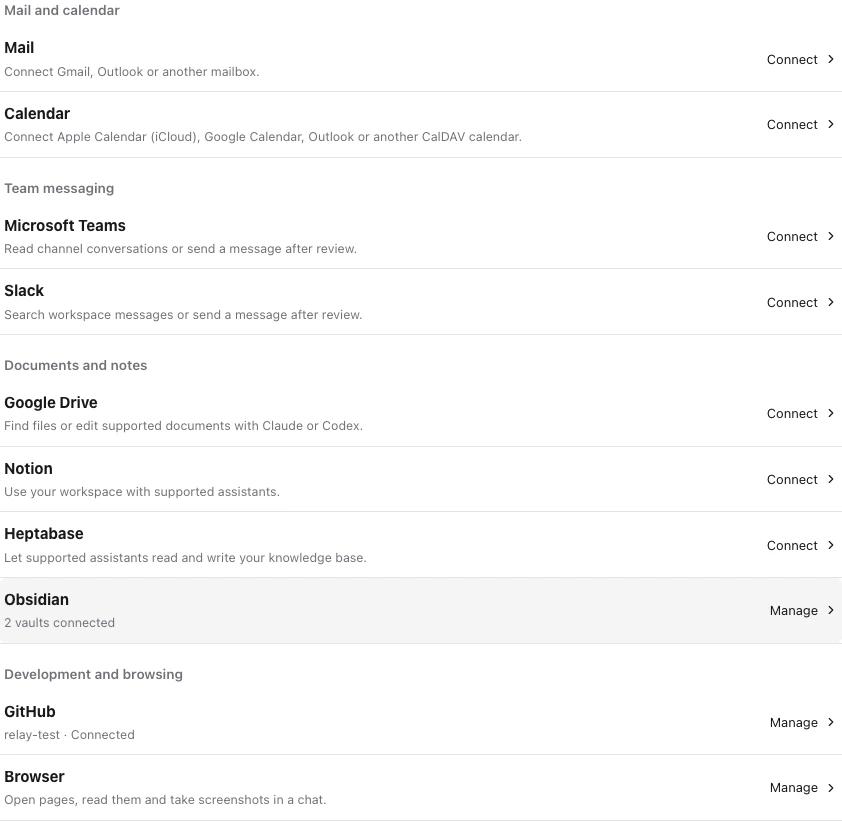 Mail and calendar
Mail
Connect Gmail, Outlook or another mailbox.
Connect
Calendar
Connect Apple Calendar (iCloud), Google Calendar, Outlook or another CalDAV calendar.
Connect
Team messaging
Microsoft Teams
Read channel conversations or send a message after review.
Connect
Slack
Search workspace messages or send a message after review.
Connect
Documents and notes
Google Drive
Find files or edit supported documents with Claude or Codex.
Connect
Notion
Use your workspace with supported assistants.
Connect
Heptabase
Let supported assistants read and write your knowledge base.
Connect
Obsidian
2 vaults connected
Manage
Development and browsing
GitHub
relay-test · Connected
Manage
Browser
Open pages, read them and take screenshots in a chat.
Manage